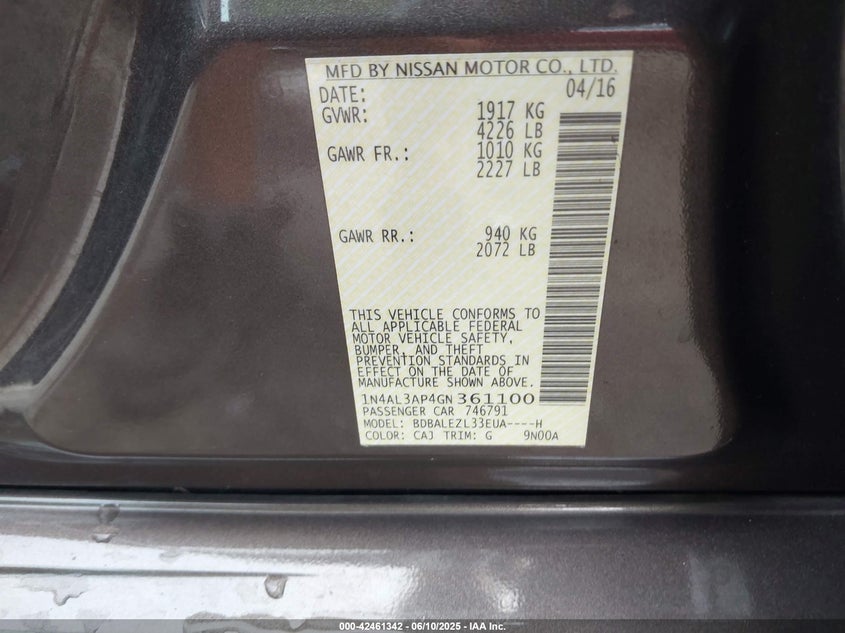 MFD BY NISSAN MOTOR CO., LTD.
DATE: 04/16
GVWR: 1917 KG
4226 LB
GAWR FR.: 1010 KG
2227 LB
GAWR RR.: 940 KG
2072 LB
THIS VEHICLE CONFORMS TO
ALL APPLICABLE FEDERAL
MOTOR VEHICLE SAFETY,
BUMPER, AND THEFT
PREVENTION STANDARDS IN
EFFECT ON THE DATE OF
MANUFACTURE SHOWN ABOVE.
1N4AL3AP4GN361100
PASSENGER CAR 746791
MODEL: BDBALEZL33EUA----H
COLOR: CAJ TRIM: G 9N00A
000-42461342 — 06/10/2025 — IAA Inc.